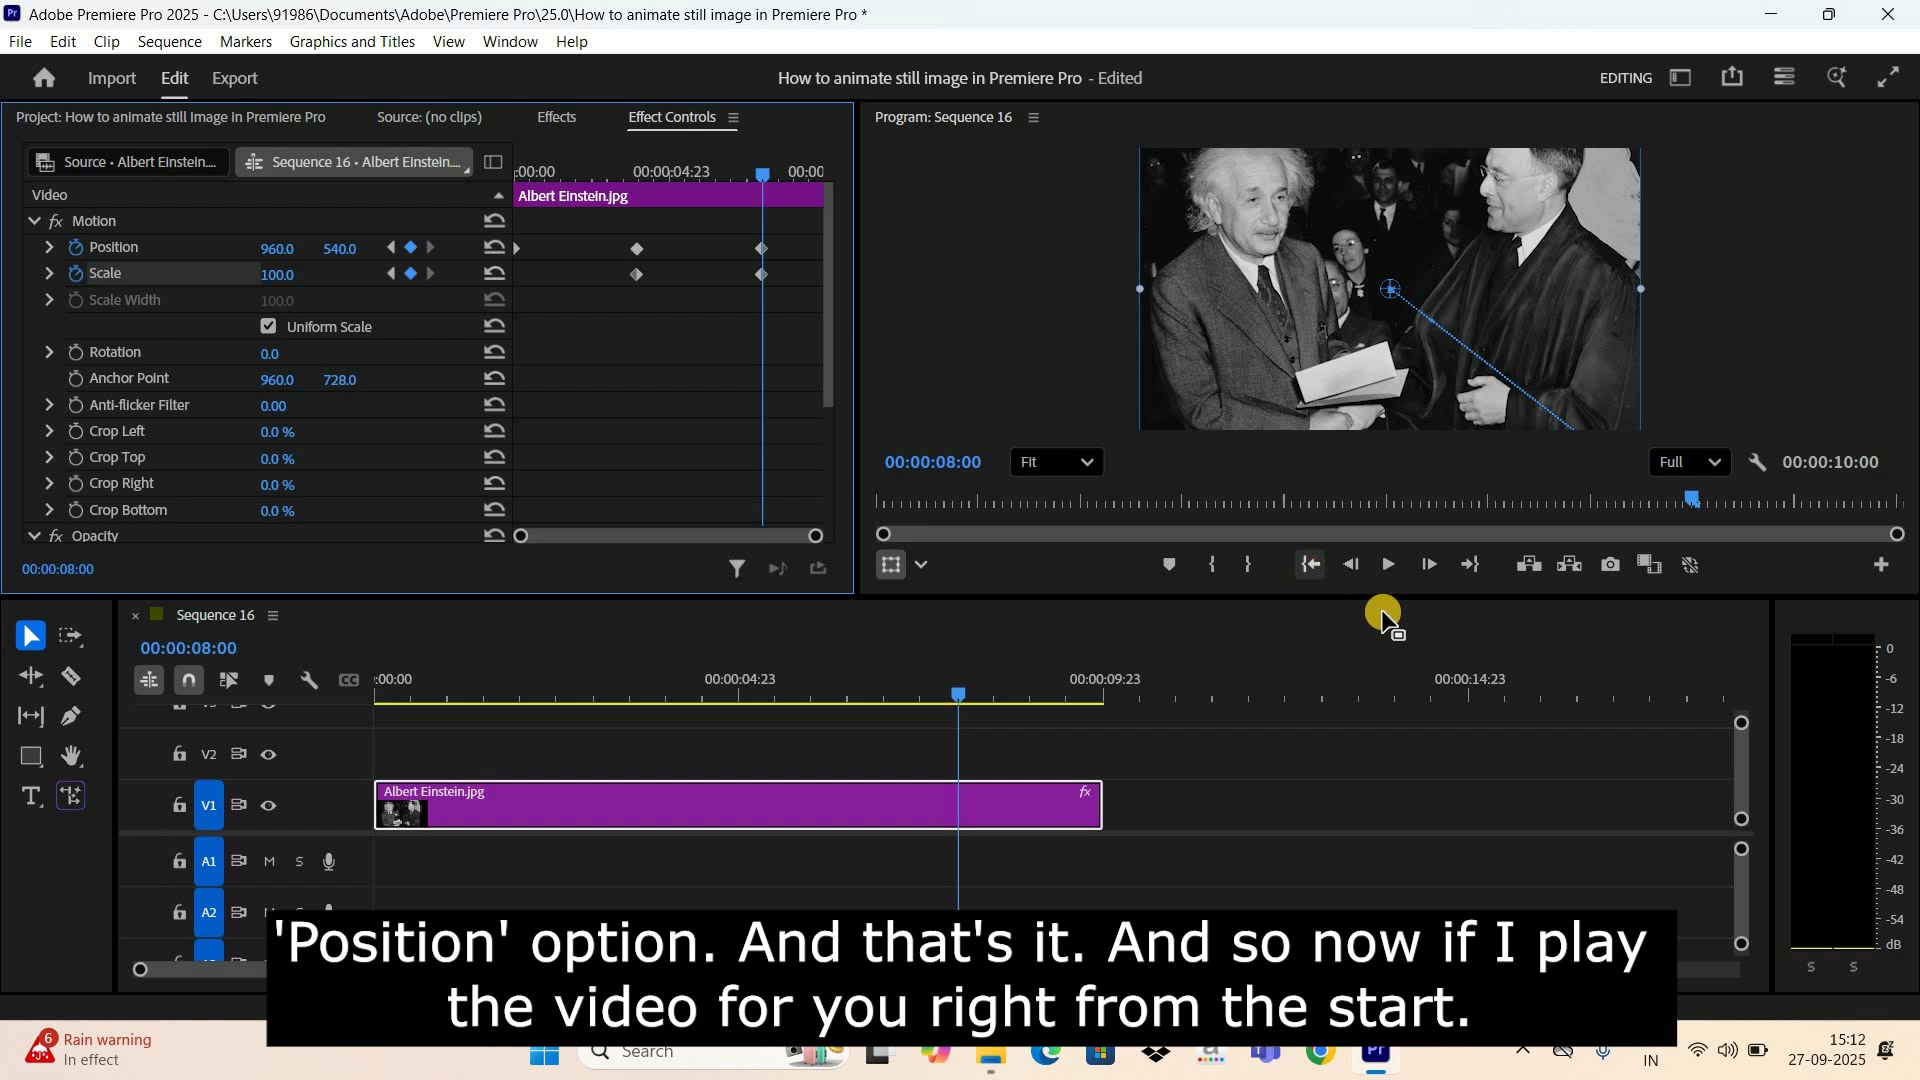 Adobe Premiere Pro 2025 - C:\Users\91986\Documents\Adobe\Premiere Pro\25.0\How to animate still image in Premiere Pro *
File Edit Clip Sequence Markers Graphics and Titles View Window Help
Import Edit Export
How to animate still image in Premiere Pro - Edited
EDITING
Project: How to animate still image in Premiere Pro
Source: (no clips)
Effects
Effect Controls
Program: Sequence 16
Source • Albert Einstein....
Sequence 16 • Albert Einstein....
:00:00 00:00:04:23 00:00
Video
Albert Einstein.jpg
fx Motion
Position 960.0 540.0
Scale 100.0
Scale Width 100.0
Uniform Scale
Rotation 0.0
Anchor Point 960.0 728.0
Anti-flicker Filter 0.00
Crop Left 0.0 %
Crop Top 0.0 %
Crop Right 0.0 %
Crop Bottom 0.0 %
fx Opacity
00:00:08:00
00:00:08:00 Fit Full 00:00:10:00
Sequence 16
00:00:08:00
:00:00 00:00:04:23 00:00:09:23 00:00:14:23
V2
V1
Albert Einstein.jpg fx
A1 M S
A2
0
-6
-12
-18
-24
-30
-36
-42
-48
-54
dB
S S
'Position' option. And that's it. And so now if I play
the video for you right from the start.
6
Rain warning
In effect
Search
Pr
IN
15:12
27-09-2025